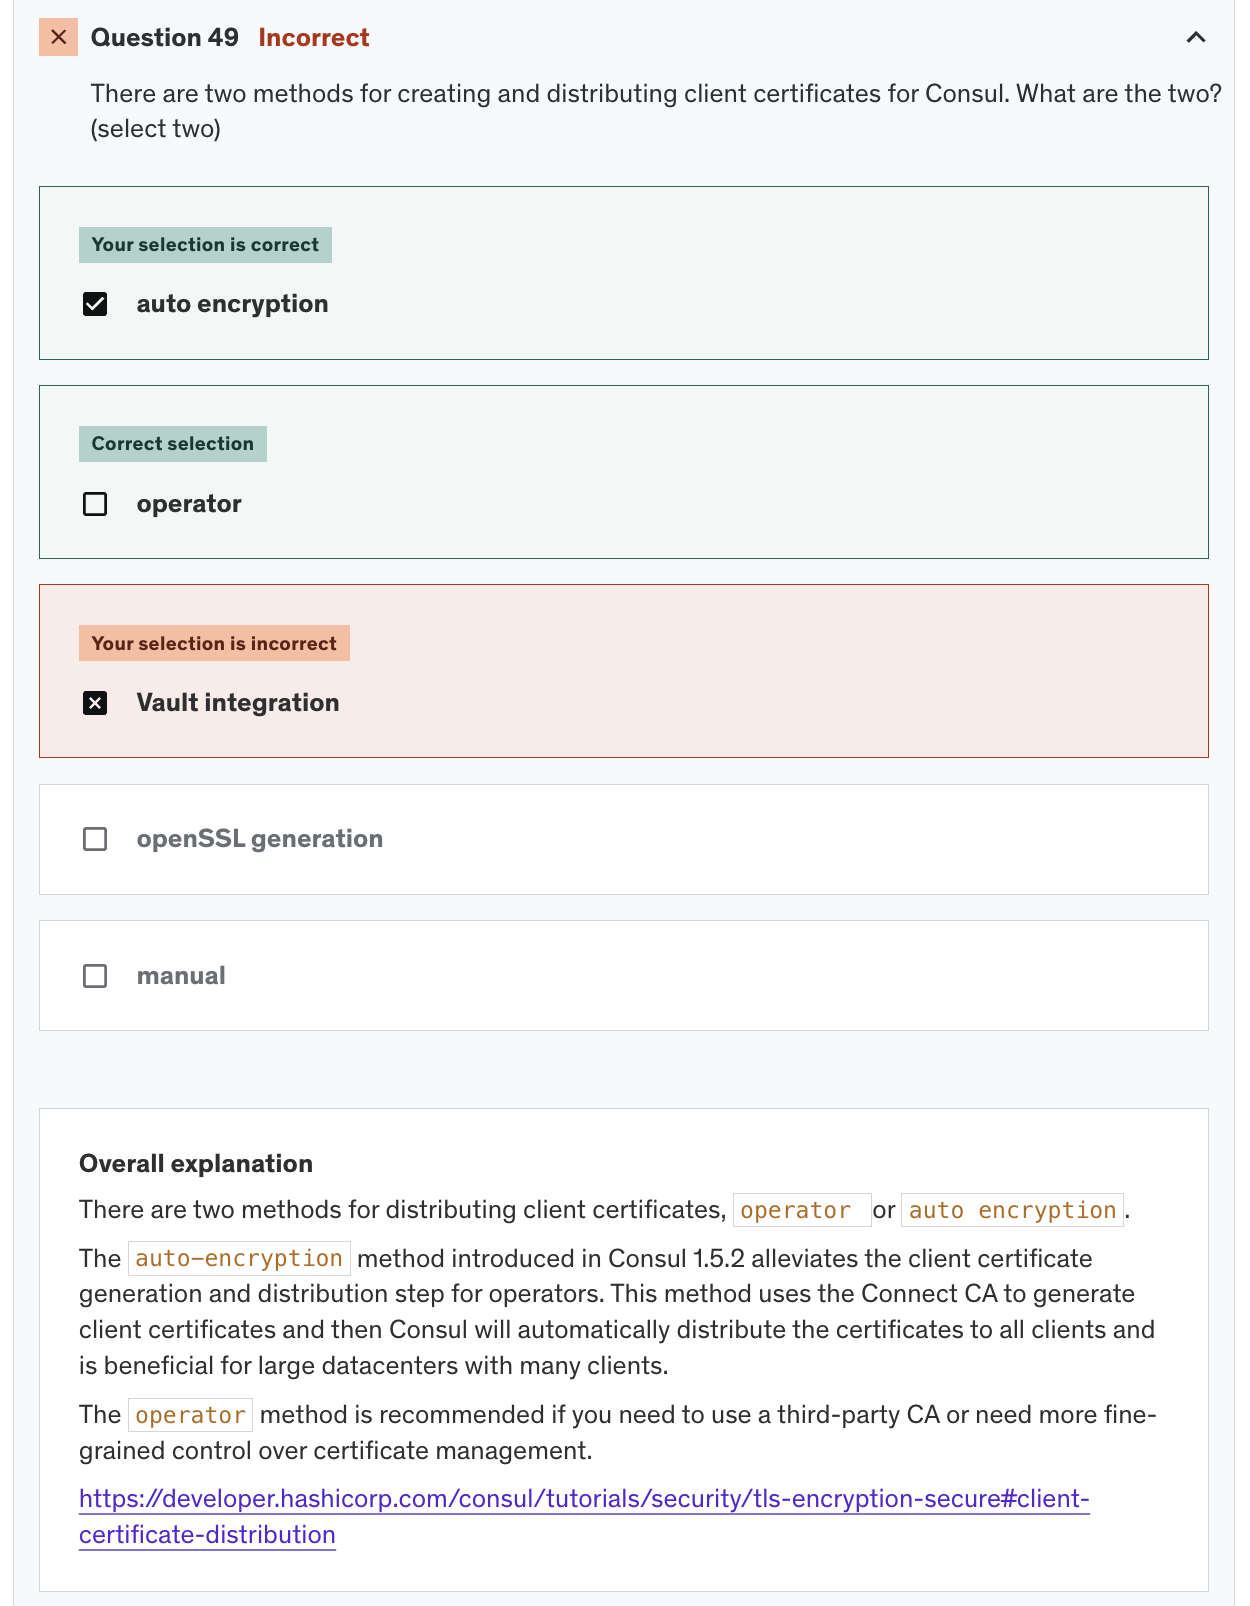 Question 49 Incorrect
There are two methods for creating and distributing client certificates for Consul. What are the two?
(select two)
Your selection is correct
auto encryption
Correct selection
operator
Your selection is incorrect
Vault integration
openSSL generation
manual
Overall explanation
There are two methods for distributing client certificates, operator or auto encryption.
The auto-encryption method introduced in Consul 1.5.2 alleviates the client certificate
generation and distribution step for operators. This method uses the Connect CA to generate
client certificates and then Consul will automatically distribute the certificates to all clients and
is beneficial for large datacenters with many clients.
The operator method is recommended if you need to use a third-party CA or need more fine-
grained control over certificate management.
https://developer.hashicorp.com/consul/tutorials/security/tls-encryption-secure#client-
certificate-distribution